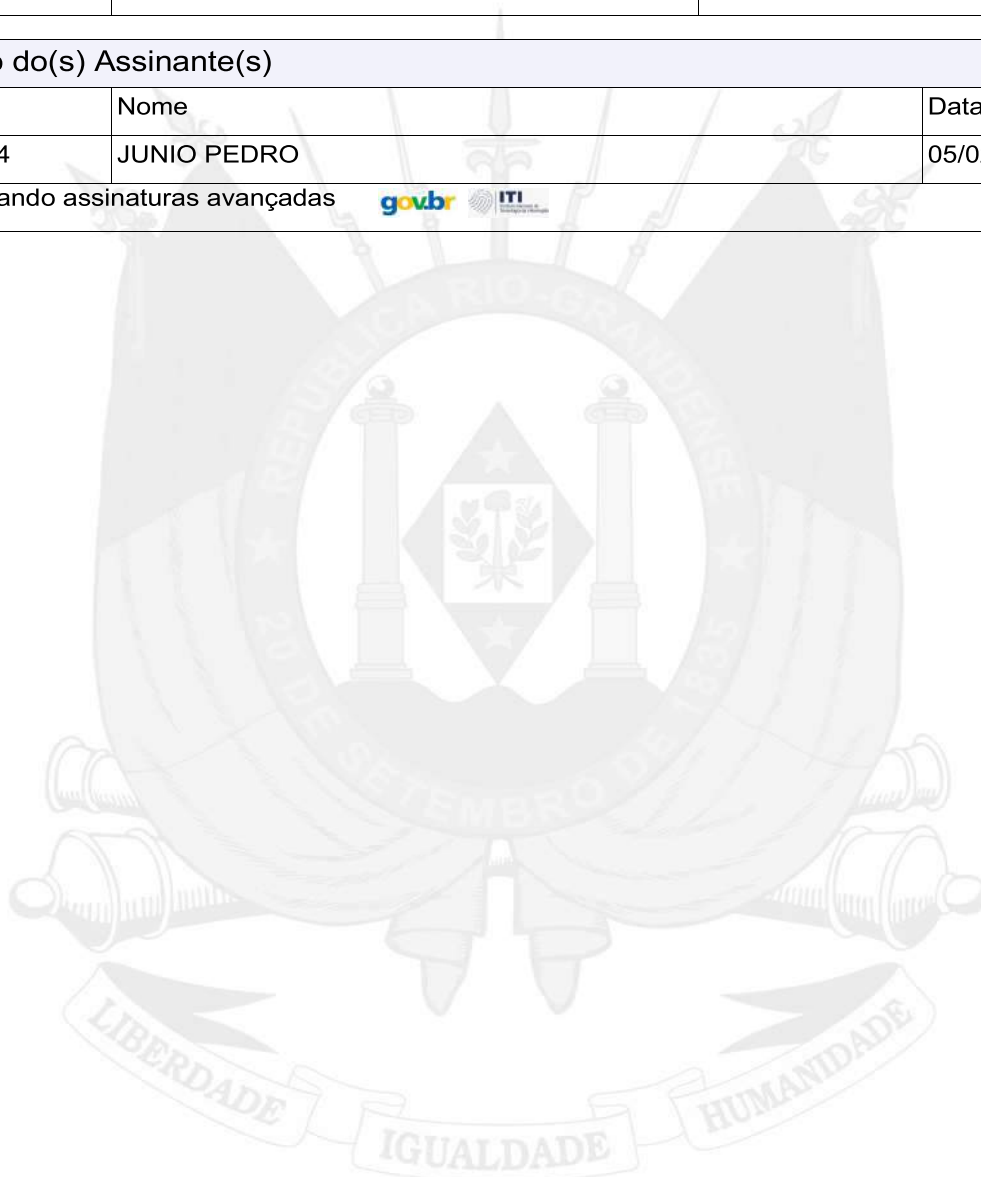 o do(s) Assinante(s)
Nome Data
4 JUNIO PEDRO 05/0
ando assinaturas avançadas gov.br ITI
REPUBLICA RIO-GRANDENSE
20 DE SETEMBRO DE 1835
LIBERDADE IGUALDADE HUMANIDADE